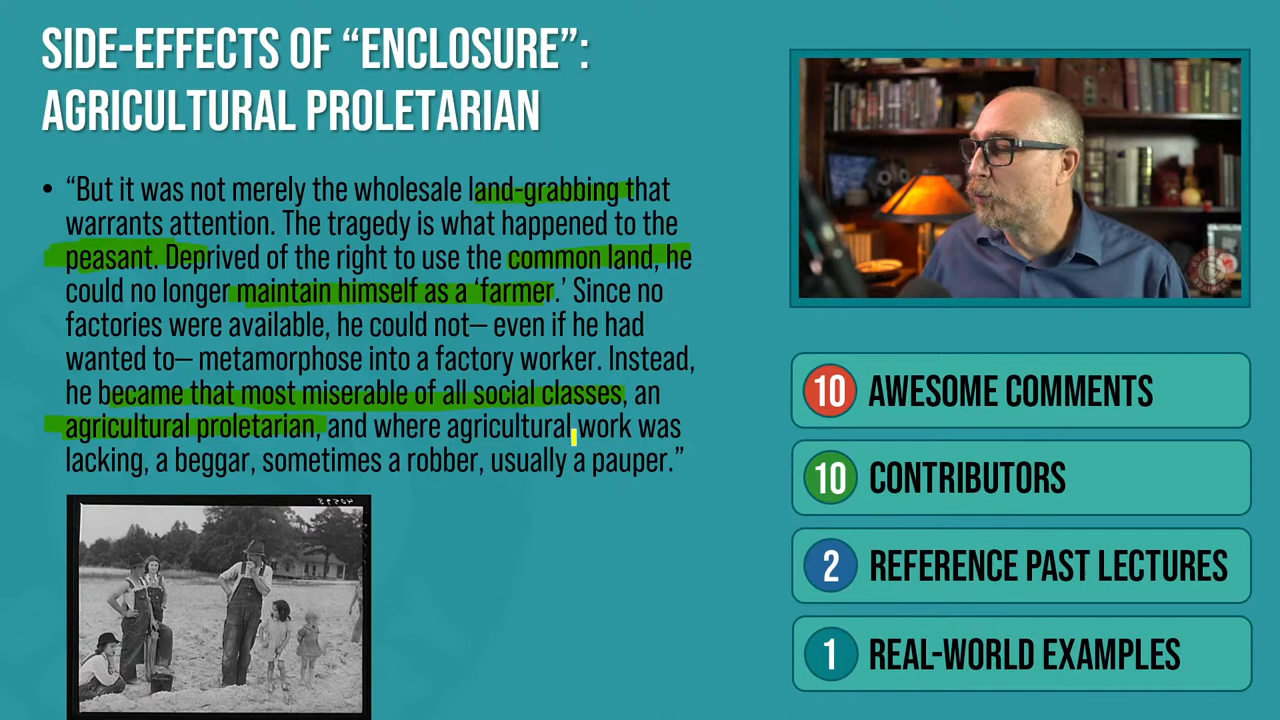 SIDE-EFFECTS OF “ENCLOSURE”:
AGRICULTURAL PROLETARIAN
• “But it was not merely the wholesale land-grabbing that
warrants attention. The tragedy is what happened to the
peasant. Deprived of the right to use the common land, he
could no longer maintain himself as a ‘farmer.’ Since no
factories were available, he could not— even if he had
wanted to— metamorphose into a factory worker. Instead,
he became that most miserable of all social classes, an
agricultural proletarian, and where agricultural work was
lacking, a beggar, sometimes a robber, usually a pauper.”
10 AWESOME COMMENTS
10 CONTRIBUTORS
2 REFERENCE PAST LECTURES
1 REAL-WORLD EXAMPLES